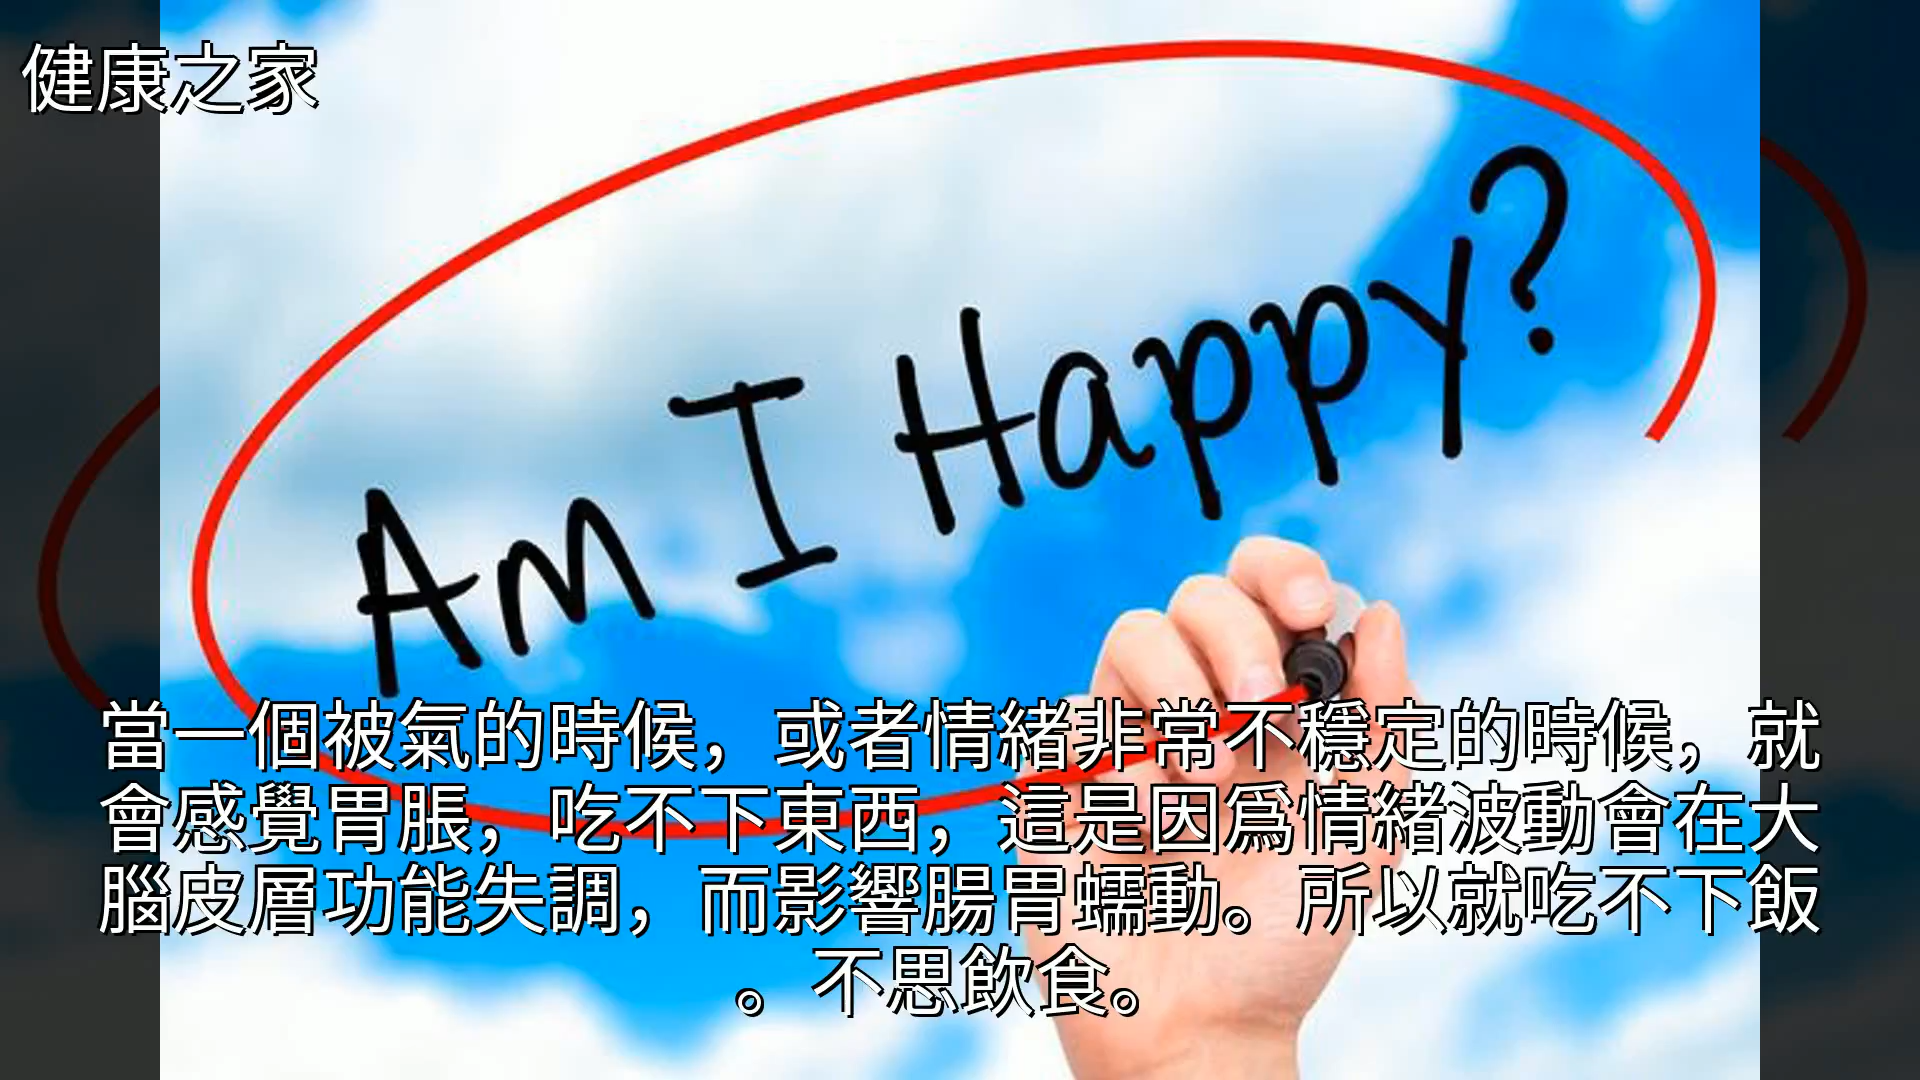 健康之家
Am I Happy?
當一個被氣的時候，或者情緒非常不穩定的時候，就
會感覺胃脹，吃不下東西，這是因爲情緒波動會在大
腦皮層功能失調，而影響腸胃蠕動。所以就吃不下飯
。不思飲食。